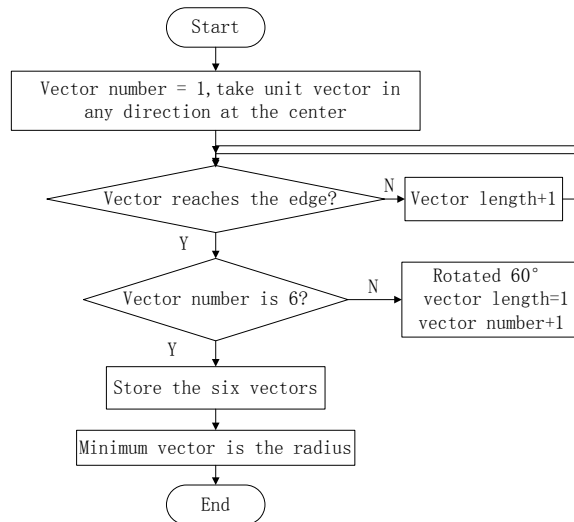 Start
Vector number = 1,take unit vector in
any direction at the center
Vector reaches the edge?
N
Vector length+1
Y
Vector number is 6?
N
Rotated 60°
vector length=1
vector number+1
Y
Store the six vectors
Minimum vector is the radius
End